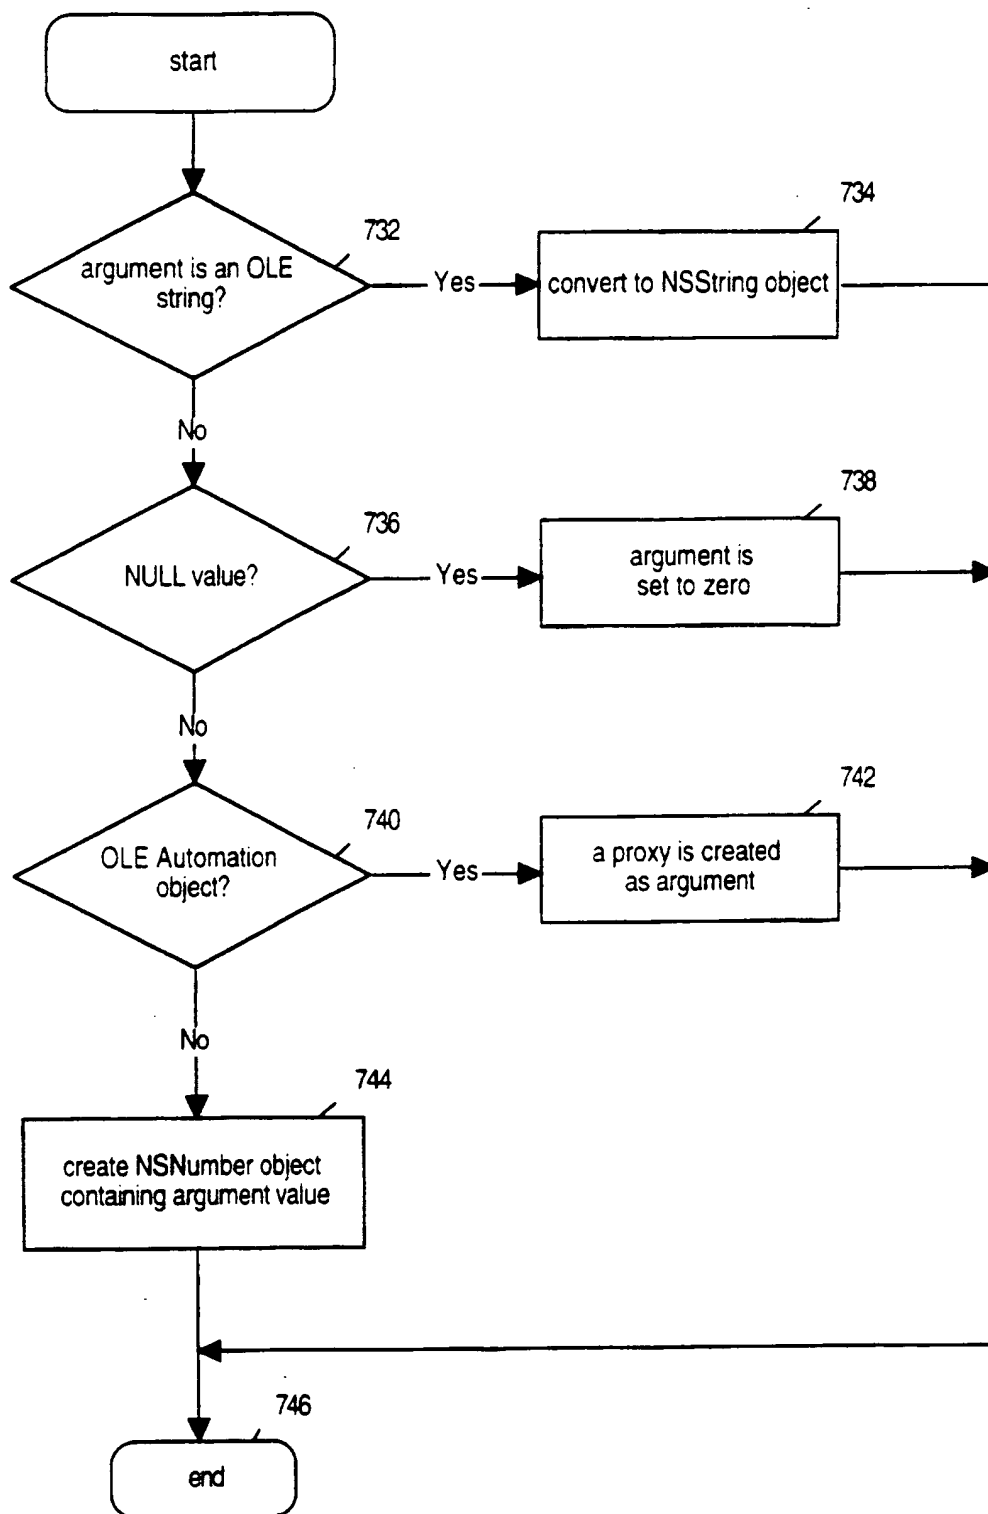 start
732
argument is an OLE
string?
Yes
734
convert to NSString object
No
736
NULL value?
Yes
738
argument is
set to zero
No
740
OLE Automation
object?
Yes
742
a proxy is created
as argument
No
744
create NSNumber object
containing argument value
746
end